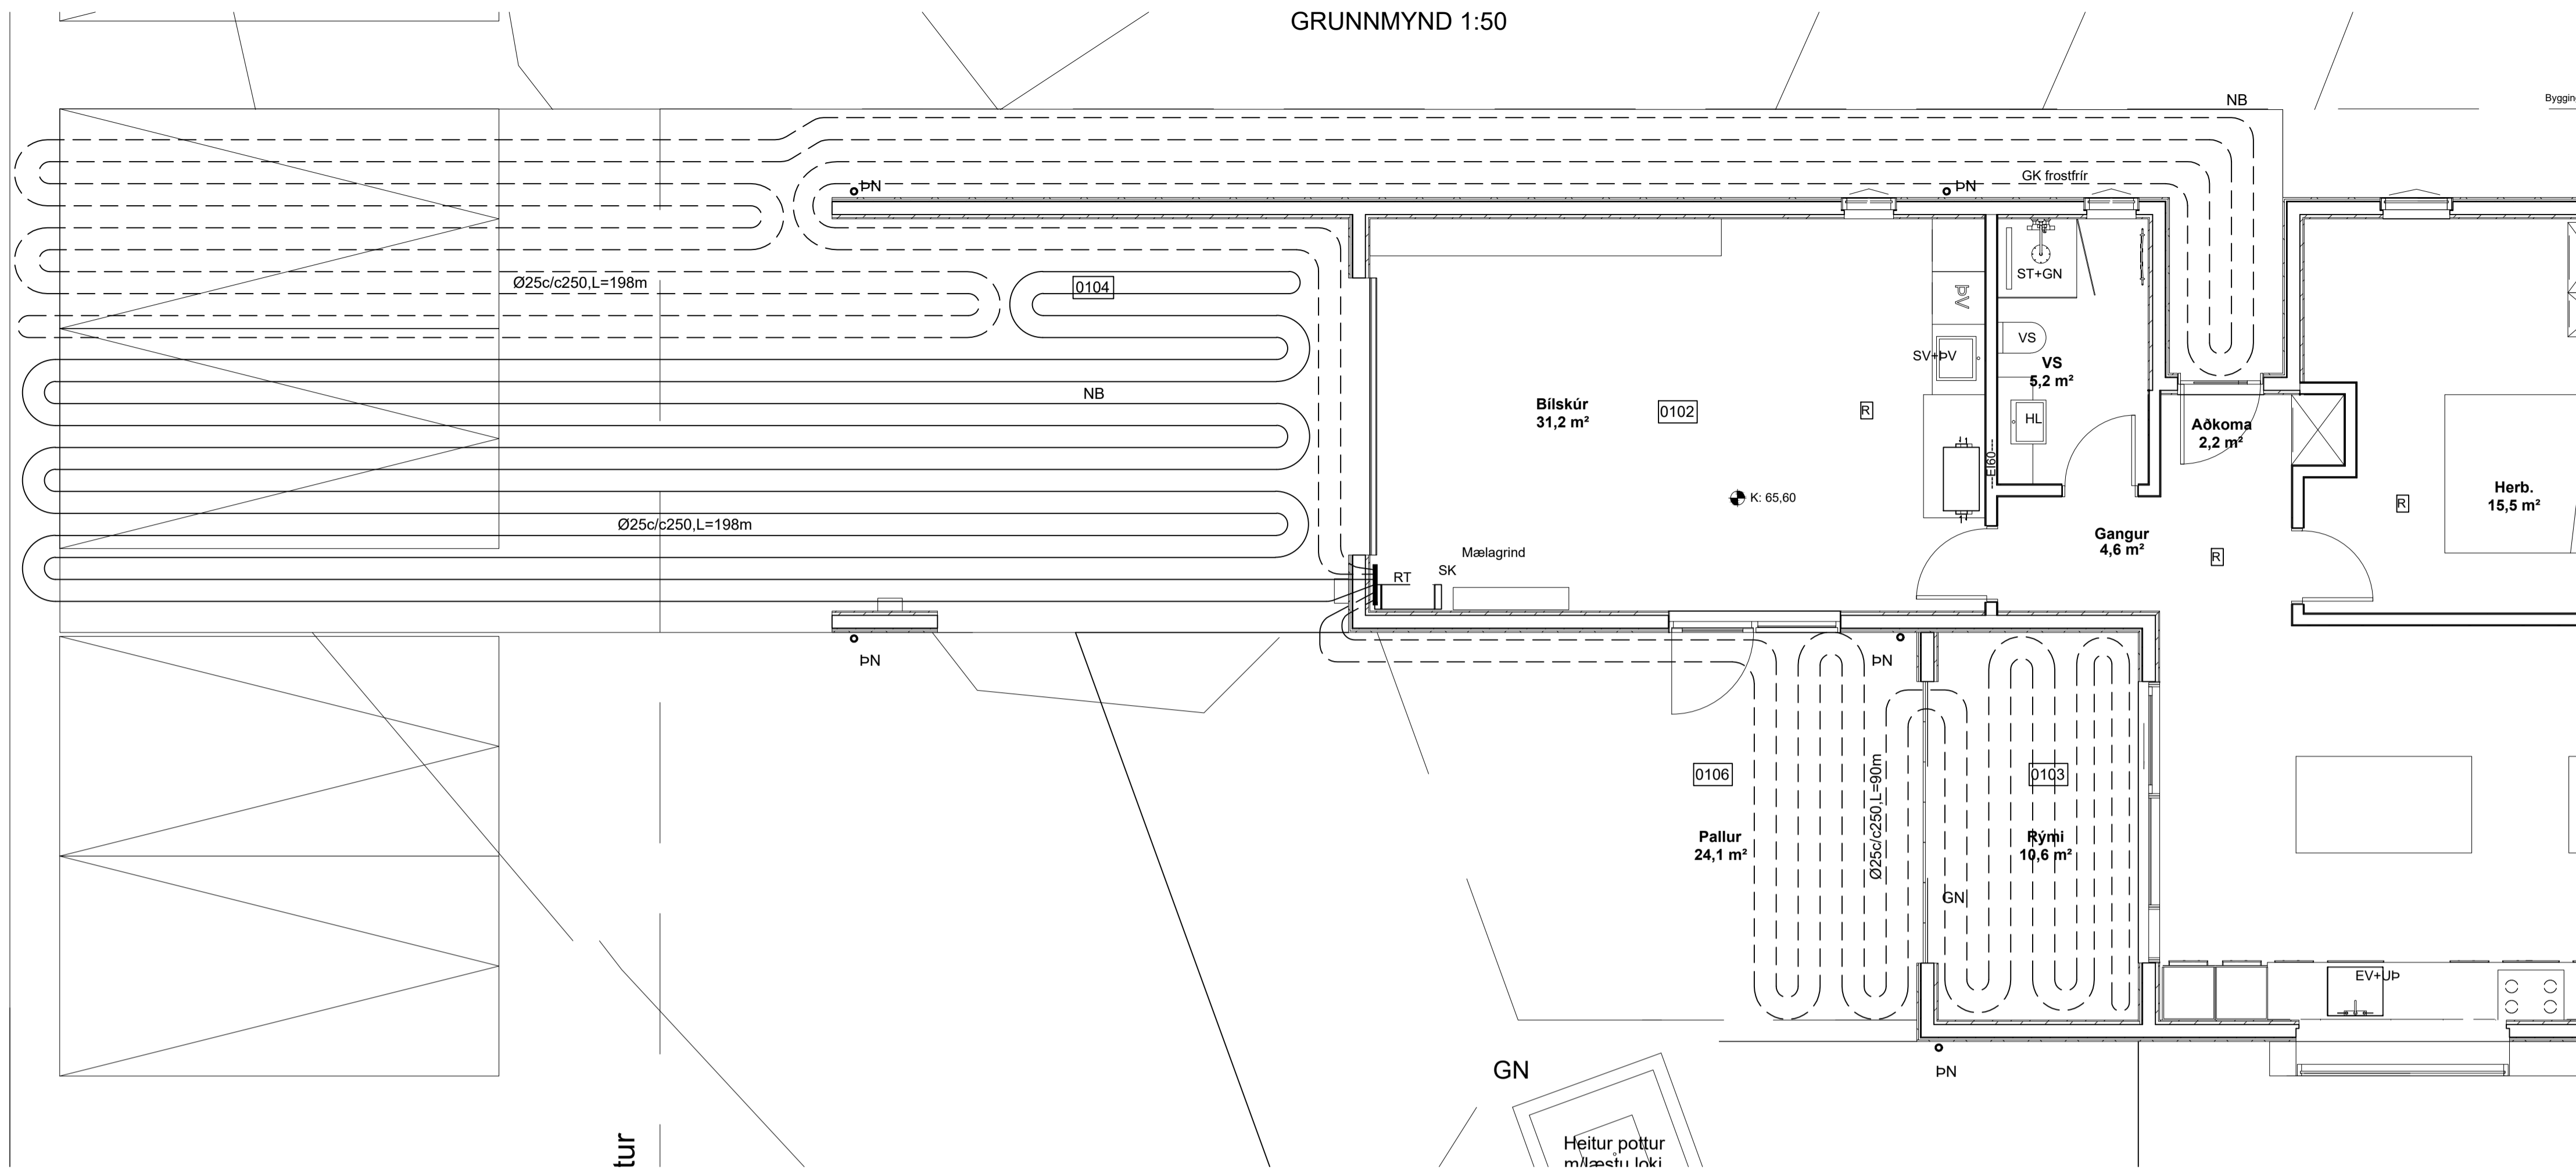 GRUNNMYND 1:50
NB
Byggin
ÞN
ÞN
GK frostfrír
Ø25c/c250,L=198m
0104
ST+GN
ÞV
VS
SV+ÞV
VS
5,2 m²
NB
Bílskúr
31,2 m²
0102
R
HL
Aðkoma
2,2 m²
EI60
K: 65,60
R
Herb.
15,5 m²
Ø25c/c250,L=198m
Gangur
4,6 m²
R
Mælagrind
RT
SK
ÞN
ÞN
0106
0103
Ø25c/c250,L=90m
Pallur
24,1 m²
Rými
10,6 m²
GN
EV+UÞ
GN
ÞN
tur
Heitur pottur
m/læstu loki